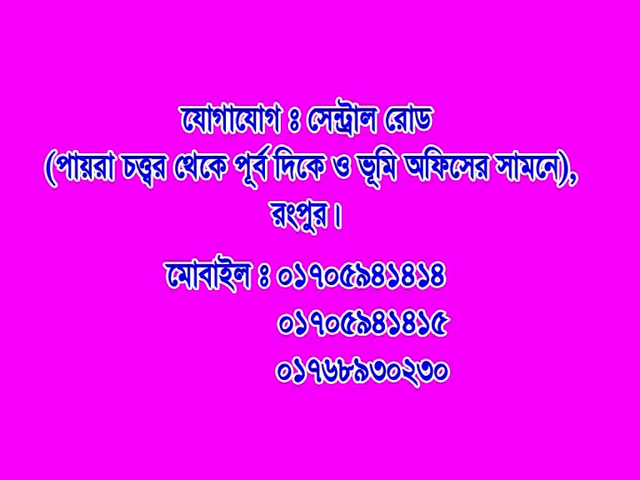 যোগাযোগ ঃ সেন্ট্রাল রোড
(পায়রা চত্ত্বর থেকে পূর্ব দিকে ও ভূমি অফিসের সামনে),
রংপুর।
মোবাইল ঃ ০১৭০৫৯৪১৪১৪
০১৭০৫৯৪১৪১৫
০১৭৬৮৯৩০২৩০